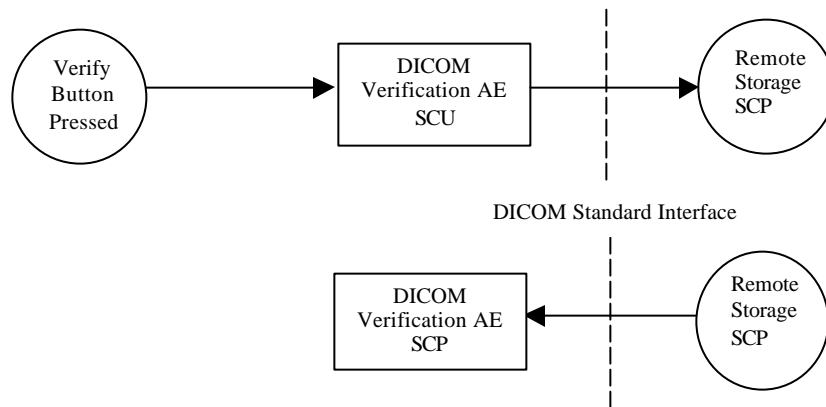 Verify
Button
Pressed
DICOM
Verification AE
SCU
Remote
Storage
SCP
DICOM Standard Interface
DICOM
Verification AE
SCP
Remote
Storage
SCP